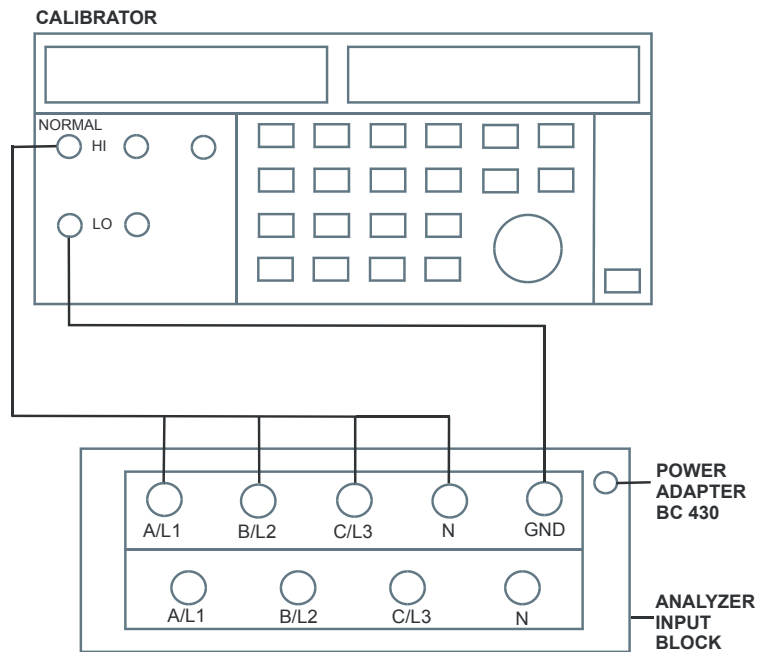 CALIBRATOR
NORMAL
HI
LO
POWER
ADAPTER
BC 430
A/L1 B/L2 C/L3 N GND
A/L1 B/L2 C/L3 N
ANALYZER
INPUT
BLOCK